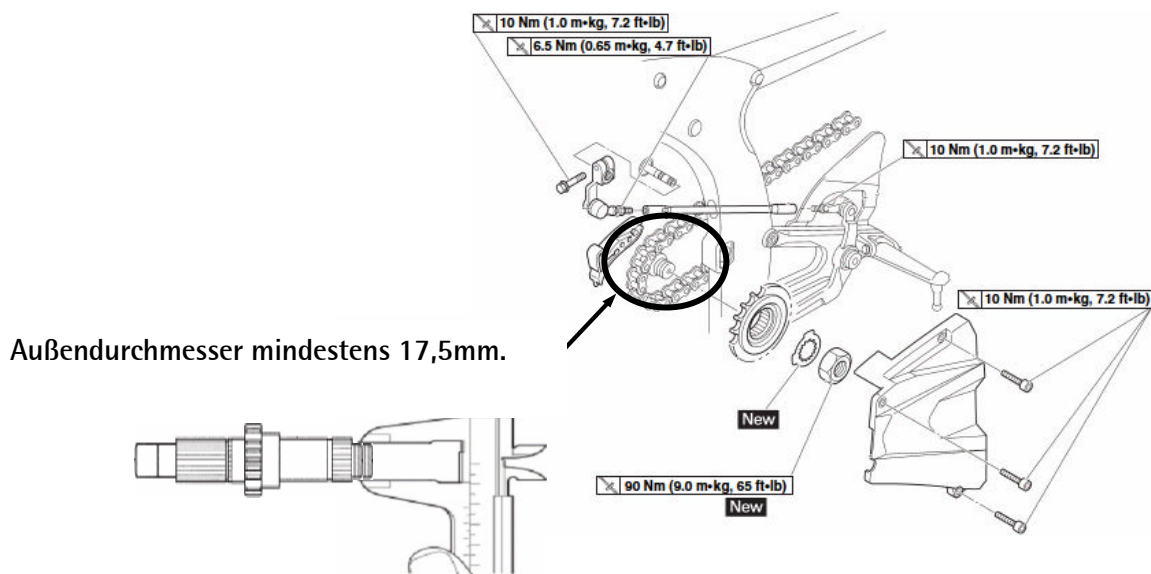 10 Nm (1.0 m•kg, 7.2 ft•lb)
6.5 Nm (0.65 m•kg, 4.7 ft•lb)
10 Nm (1.0 m•kg, 7.2 ft•lb)
10 Nm (1.0 m•kg, 7.2 ft•lb)
Außendurchmesser mindestens 17,5mm.
New
90 Nm (9.0 m•kg, 65 ft•lb)
New